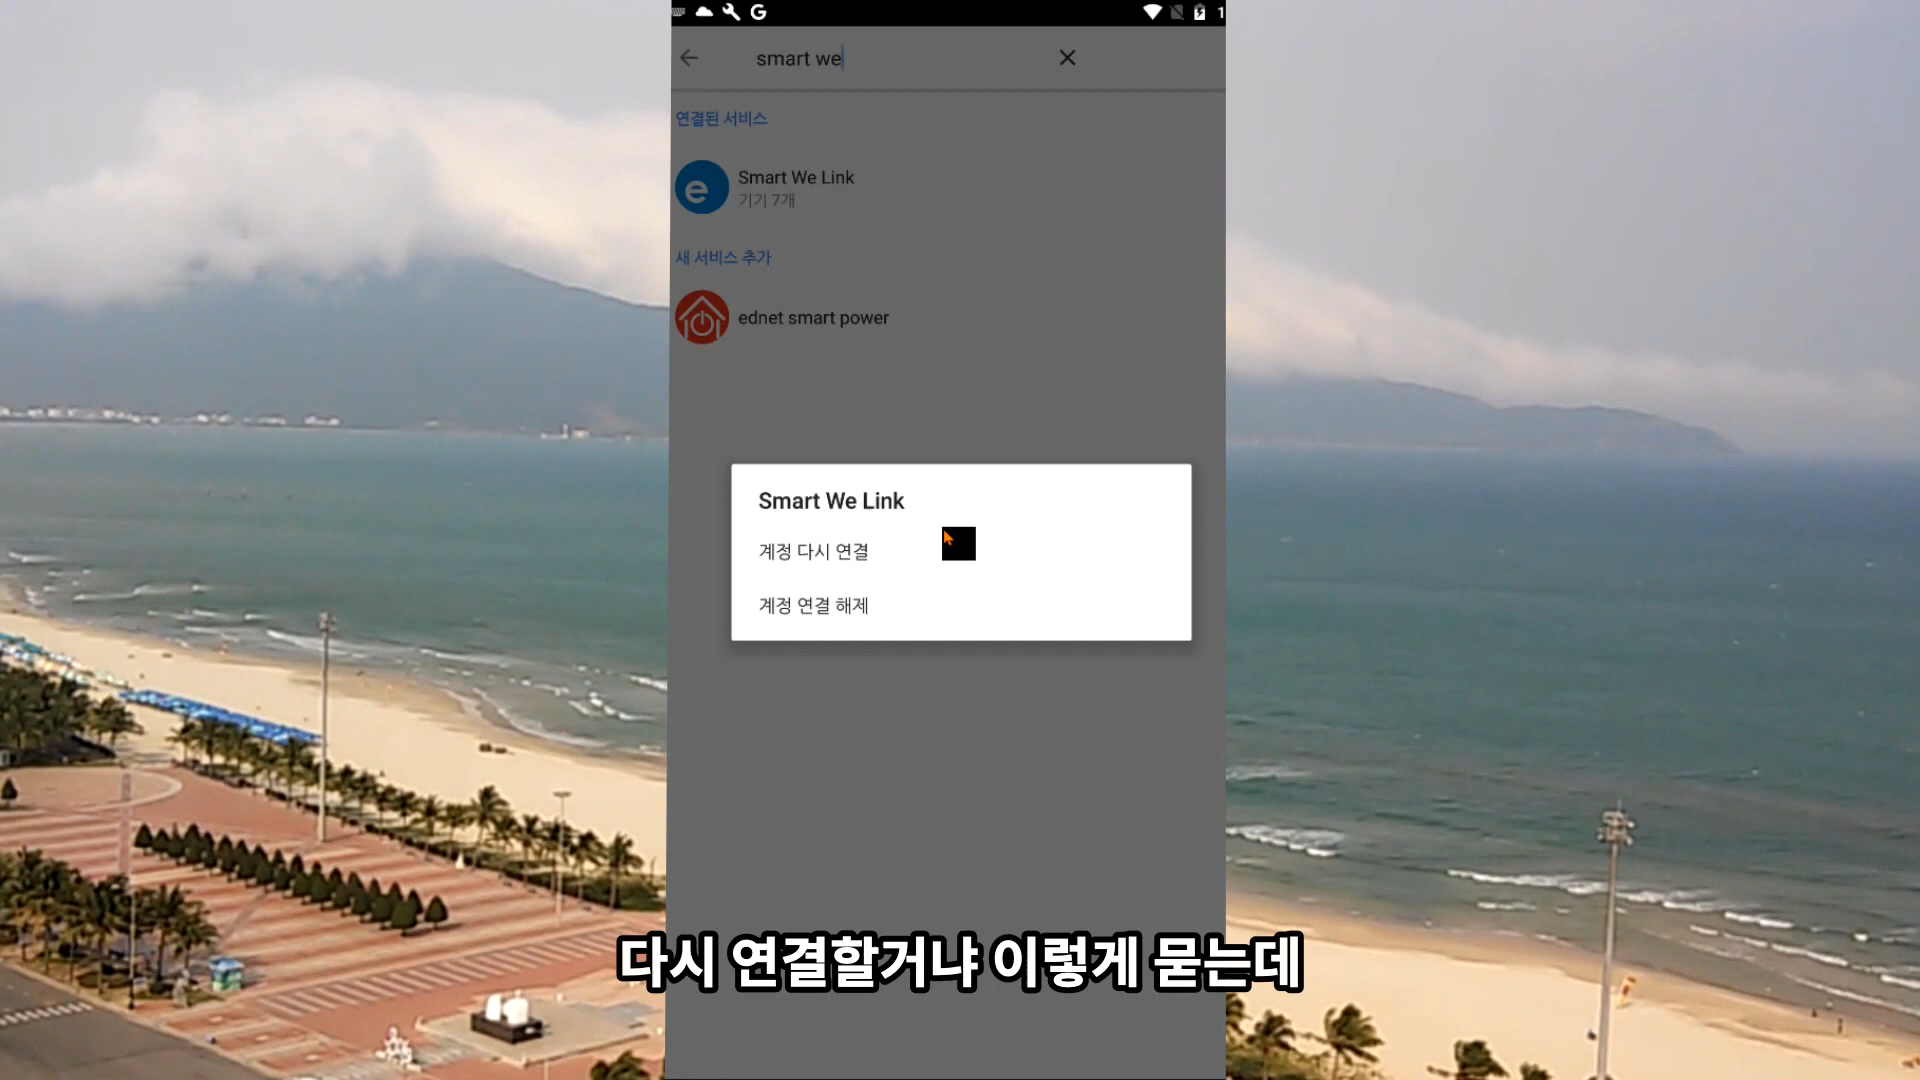 smart we
연결된 서비스
Smart We Link
기기 7개
새 서비스 추가
ednet smart power
Smart We Link
계정 다시 연결
계정 연결 해제
다시 연결할거냐 이렇게 묻는데